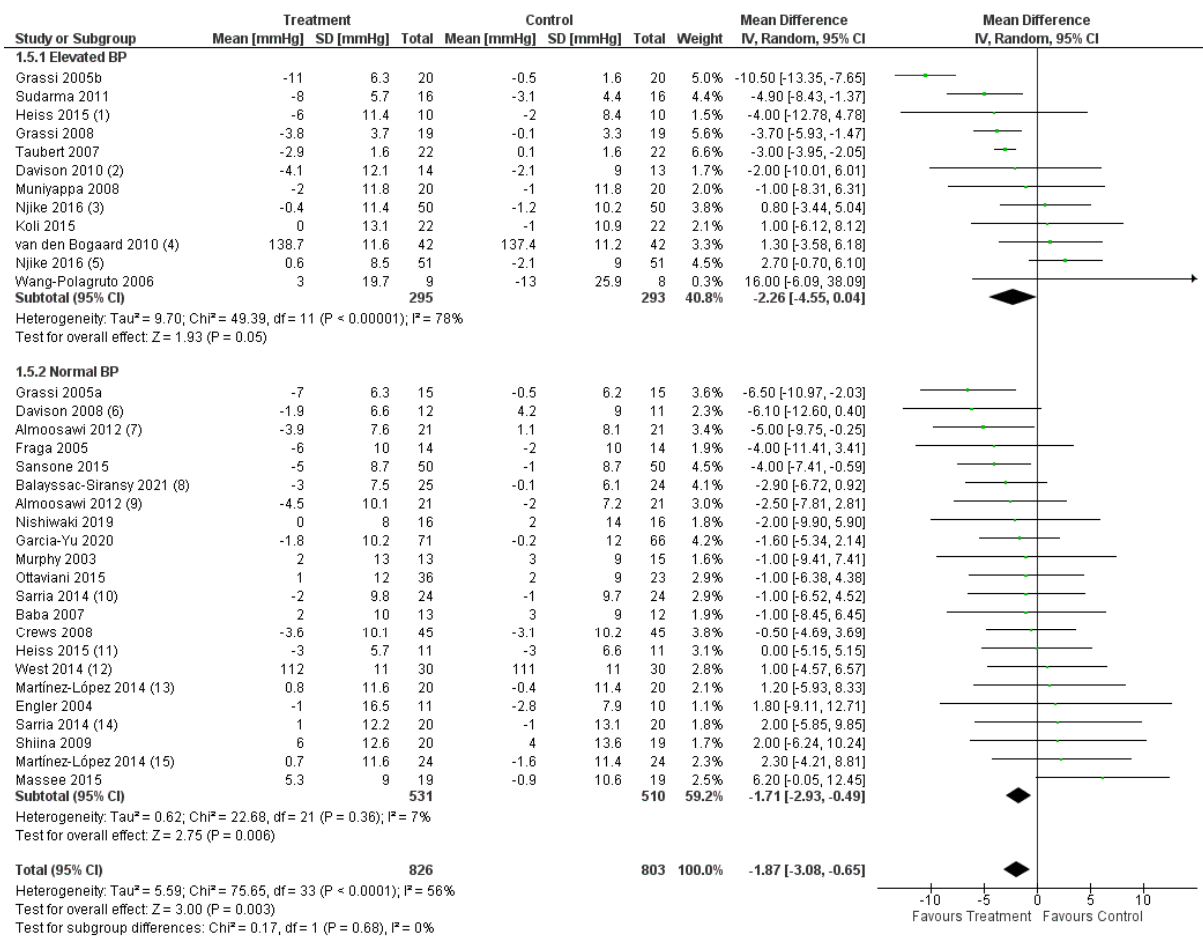 Treatment Control Mean Difference Mean Difference
Study or Subgroup Mean [mmHg] SD [mmHg] Total Mean [mmHg] SD [mmHg] Total Weight IV, Random, 95% CI IV, Random, 95% CI
1.5.1 Elevated BP
Grassi 2005b -11 6.3 20 -0.5 1.6 20 5.0% -10.50 [-13.35, -7.65]
Sudarma 2011 -8 5.7 16 -3.1 4.4 16 4.4% -4.90 [-8.43, -1.37]
Heiss 2015 (1) -6 11.4 10 -2 8.4 10 1.5% -4.00 [-12.78, 4.78]
Grassi 2008 -3.8 3.7 19 -0.1 3.3 19 5.6% -3.70 [-5.93, -1.47]
Taubert 2007 -2.9 1.6 22 0.1 1.6 22 6.6% -3.00 [-3.95, -2.05]
Davison 2010 (2) -4.1 12.1 14 -2.1 9 13 1.7% -2.00 [-10.01, 6.01]
Muniyappa 2008 -2 11.8 20 -1 11.8 20 2.0% -1.00 [-8.31, 6.31]
Njike 2016 (3) -0.4 11.4 50 -1.2 10.2 50 3.8% 0.80 [-3.44, 5.04]
Koli 2015 0 13.1 22 -1 10.9 22 2.1% 1.00 [-6.12, 8.12]
van den Bogaard 2010 (4) 138.7 11.6 42 137.4 11.2 42 3.3% 1.30 [-3.58, 6.18]
Njike 2016 (5) 0.6 8.5 51 -2.1 9 51 4.5% 2.70 [-0.70, 6.10]
Wang-Polagruto 2006 3 19.7 9 -13 25.9 8 0.3% 16.00 [-6.09, 38.09]
Subtotal (95% CI) 295 293 40.8% -2.26 [-4.55, 0.04]
Heterogeneity: Tau² = 9.70; Chi² = 49.39, df = 11 (P < 0.00001); I² = 78%
Test for overall effect: Z = 1.93 (P = 0.05)
1.5.2 Normal BP
Grassi 2005a -7 6.3 15 -0.5 6.2 15 3.6% -6.50 [-10.97, -2.03]
Davison 2008 (6) -1.9 6.6 12 4.2 9 11 2.3% -6.10 [-12.60, 0.40]
Almoosawi 2012 (7) -3.9 7.6 21 1.1 8.1 21 3.4% -5.00 [-9.75, -0.25]
Fraga 2005 -6 10 14 -2 10 14 1.9% -4.00 [-11.41, 3.41]
Sansone 2015 -5 8.7 50 -1 8.7 50 4.5% -4.00 [-7.41, -0.59]
Balayssac-Siransy 2021 (8) -3 7.5 25 -0.1 6.1 24 4.1% -2.90 [-6.72, 0.92]
Almoosawi 2012 (9) -4.5 10.1 21 -2 7.2 21 3.0% -2.50 [-7.81, 2.81]
Nishiwaki 2019 0 8 16 2 14 16 1.8% -2.00 [-9.90, 5.90]
Garcia-Yu 2020 -1.8 10.2 71 -0.2 12 66 4.2% -1.60 [-5.34, 2.14]
Murphy 2003 2 13 13 3 9 15 1.6% -1.00 [-9.41, 7.41]
Ottaviani 2015 1 12 36 2 9 23 2.9% -1.00 [-6.38, 4.38]
Sarria 2014 (10) -2 9.8 24 -1 9.7 24 2.9% -1.00 [-6.52, 4.52]
Baba 2007 2 10 13 3 9 12 1.9% -1.00 [-8.45, 6.45]
Crews 2008 -3.6 10.1 45 -3.1 10.2 45 3.8% -0.50 [-4.69, 3.69]
Heiss 2015 (11) -3 5.7 11 -3 6.6 11 3.1% 0.00 [-5.15, 5.15]
West 2014 (12) 112 11 30 111 11 30 2.8% 1.00 [-4.57, 6.57]
Martínez-López 2014 (13) 0.8 11.6 20 -0.4 11.4 20 2.1% 1.20 [-5.93, 8.33]
Engler 2004 -1 16.5 11 -2.8 7.9 10 1.1% 1.80 [-9.11, 12.71]
Sarria 2014 (14) 1 12.2 20 -1 13.1 20 1.8% 2.00 [-5.85, 9.85]
Shiina 2009 6 12.6 20 4 13.6 19 1.7% 2.00 [-6.24, 10.24]
Martínez-López 2014 (15) 0.7 11.6 24 -1.6 11.4 24 2.3% 2.30 [-4.21, 8.81]
Massee 2015 5.3 9 19 -0.9 10.6 19 2.5% 6.20 [-0.05, 12.45]
Subtotal (95% CI) 531 510 59.2% -1.71 [-2.93, -0.49]
Heterogeneity: Tau² = 0.62; Chi² = 22.68, df = 21 (P = 0.36); I² = 7%
Test for overall effect: Z = 2.75 (P = 0.006)
Total (95% CI) 826 803 100.0% -1.87 [-3.08, -0.65]
Heterogeneity: Tau² = 5.59; Chi² = 75.65, df = 33 (P < 0.0001); I² = 56%
Test for overall effect: Z = 3.00 (P = 0.003)
Test for subgroup differences: Chi² = 0.17, df = 1 (P = 0.68), I² = 0%
-10 -5 0 5 10
Favours Treatment Favours Control